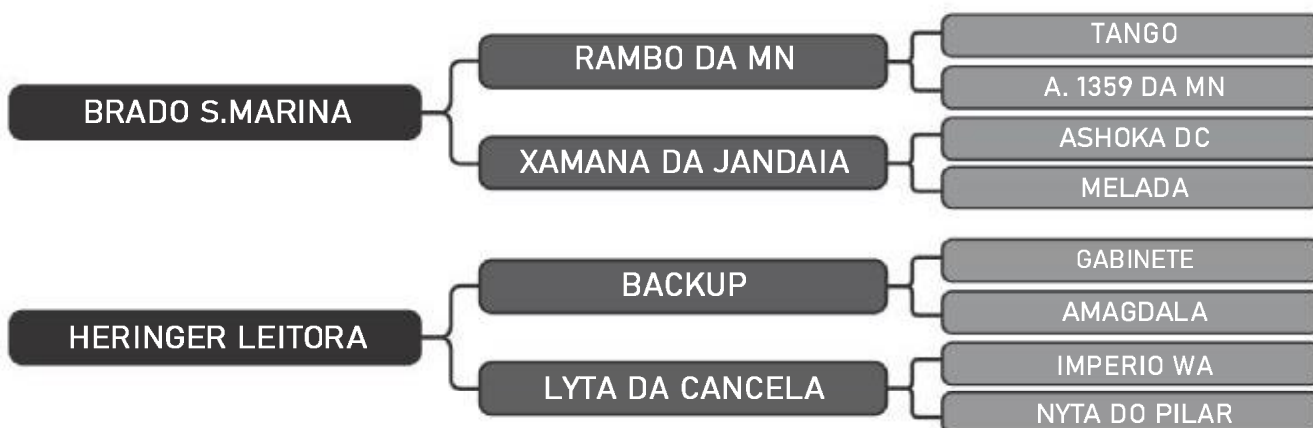 BRADO S.MARINA
RAMBO DA MN
TANGO
A. 1359 DA MN
XAMANA DA JANDAIA
ASHOKA DC
MELADA
HERINGER LEITORA
BACKUP
GABINETE
AMAGDALA
LYTA DA CANCELA
IMPERIO WA
NYTA DO PILAR